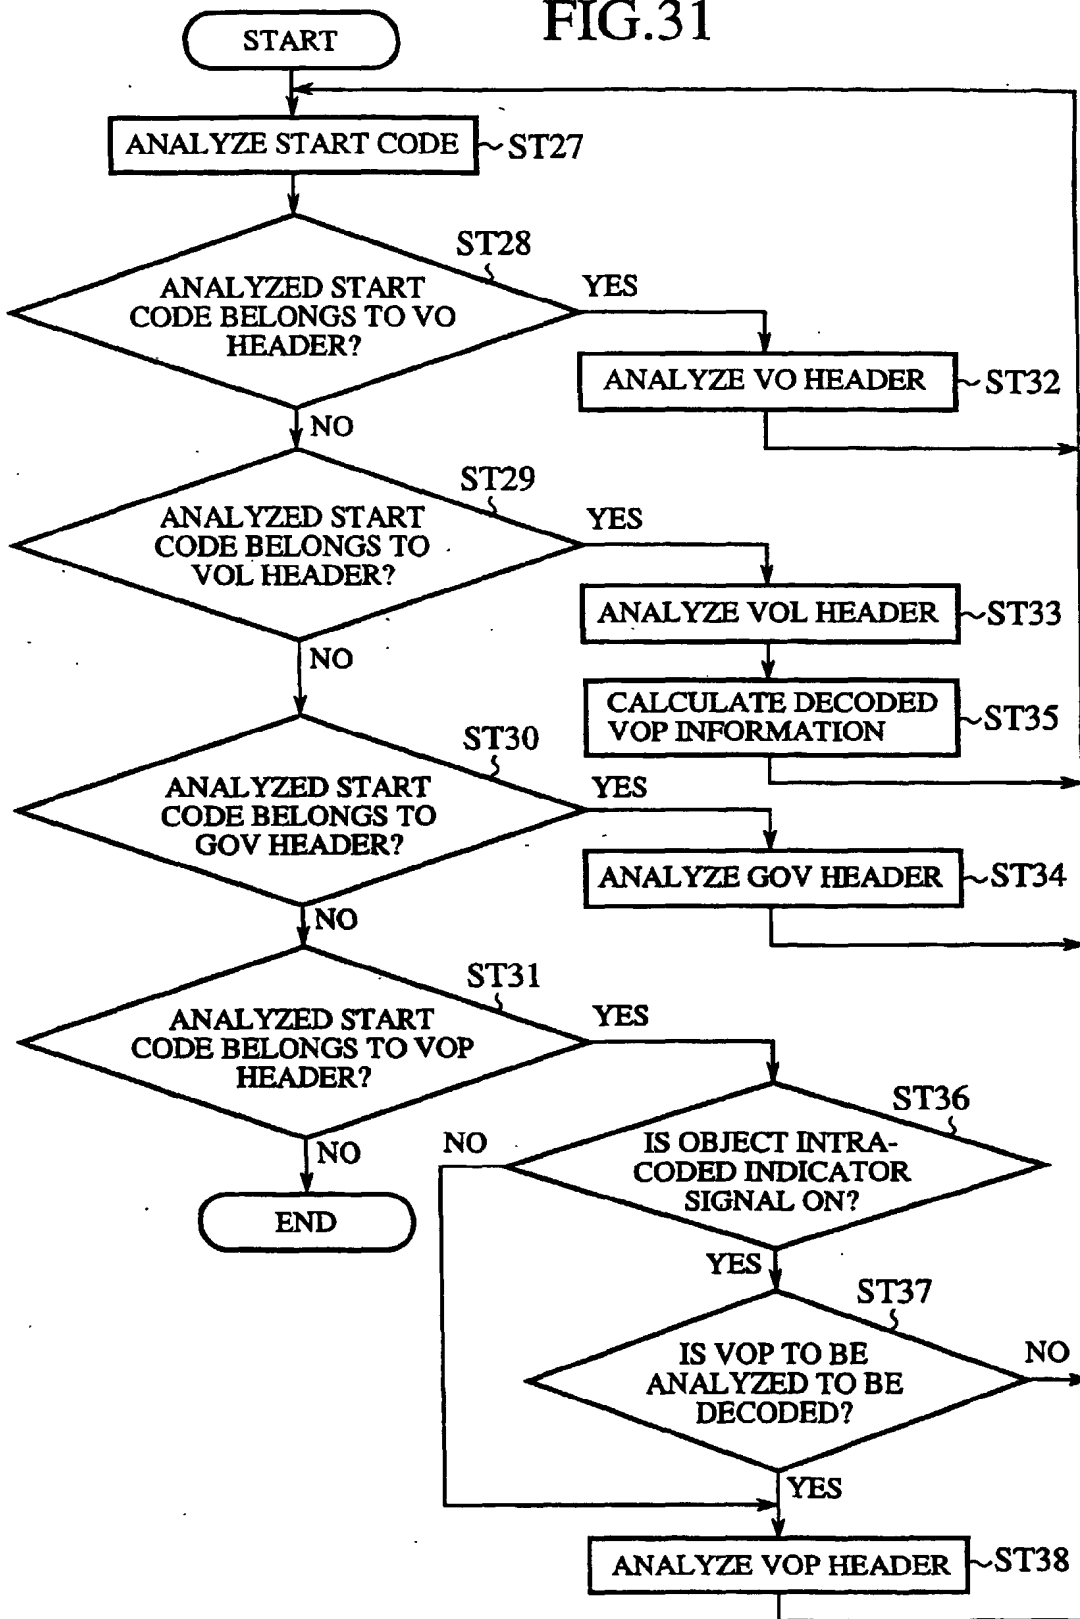 FIG.31
START
ANALYZE START CODE
ST27
ST28
ANALYZED START
CODE BELONGS TO VO
HEADER?
YES
NO
ANALYZE VO HEADER
ST32
ST29
ANALYZED START
CODE BELONGS TO
VOL HEADER?
YES
NO
ANALYZE VOL HEADER
ST33
CALCULATE DECODED
VOP INFORMATION
ST35
ST30
ANALYZED START
CODE BELONGS TO
GOV HEADER?
YES
NO
ANALYZE GOV HEADER
ST34
ST31
ANALYZED START
CODE BELONGS TO VOP
HEADER?
YES
NO
END
ST36
IS OBJECT INTRA-
CODED INDICATOR
SIGNAL ON?
NO
YES
ST37
IS VOP TO BE
ANALYZED TO BE
DECODED?
NO
YES
ANALYZE VOP HEADER
ST38